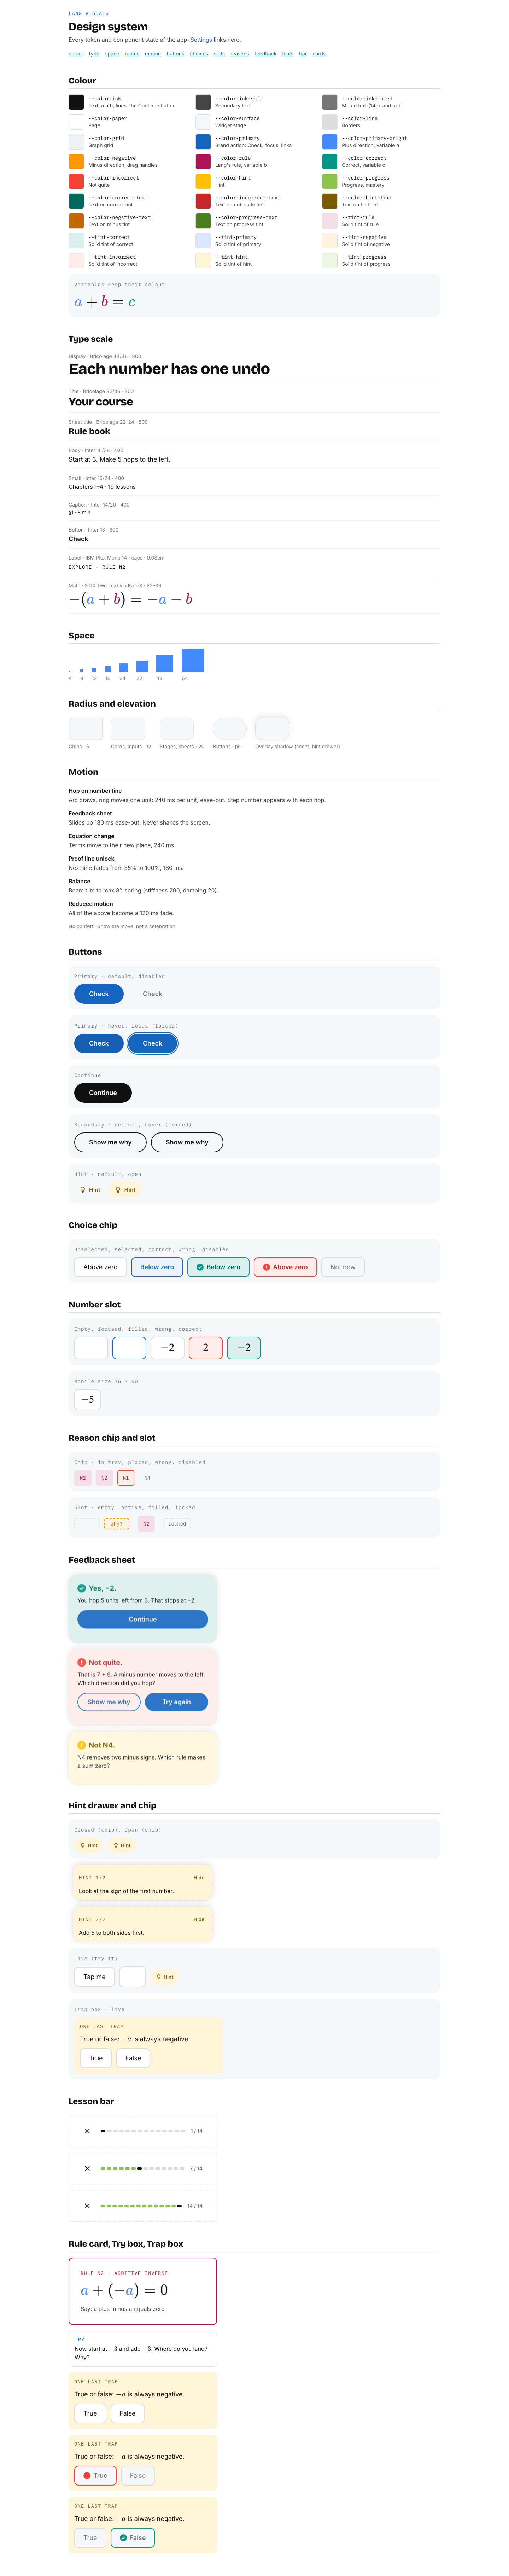 LANG VISUALS
Design system
Every token and component state of the app. Settings links here.
colour type space radius motion buttons choices slots reasons feedback hints bar cards
Colour
--color-ink
Text, math, lines, the Continue button
--color-ink-soft
Secondary text
--color-ink-muted
Muted text (14px and up)
--color-paper
Page
--color-surface
Widget stage
--color-line
Borders
--color-grid
Graph grid
--color-primary
Brand action: Check, focus, links
--color-primary-bright
Plus direction, variable a
--color-negative
Minus direction, drag handles
--color-rule
Lang's rule, variable b
--color-correct
Correct, variable c
--color-incorrect
Not quite
--color-hint
Hint
--color-progress
Progress, mastery
--color-correct-text
Text on correct tint
--color-incorrect-text
Text on not-quite tint
--color-hint-text
Text on hint tint
--color-negative-text
Text on minus tint
--color-progress-text
Text on progress tint
--tint-rule
Solid tint of rule
--tint-correct
Solid tint of correct
--tint-primary
Solid tint of primary
--tint-negative
Solid tint of negative
--tint-incorrect
Solid tint of incorrect
--tint-hint
Solid tint of hint
--tint-progress
Solid tint of progress
Variables keep their colour
a + b = c
Type scale
Display · Bricolage 44/48 · 800
Each number has one undo
Title · Bricolage 32/36 · 800
Your course
Sheet title · Bricolage 22–24 · 800
Rule book
Body · Inter 18/28 · 400
Start at 3. Make 5 hops to the left.
Small · Inter 16/24 · 400
Chapters 1–4 · 19 lessons
Caption · Inter 14/20 · 400
§1 · 8 min
Button · Inter 18 · 600
Check
Label · IBM Plex Mono 14 · caps · 0.08em
EXPLORE · RULE N2
Math · STIX Two Text via KaTeX · 22–36
−(a + b) = −a − b
Space
4 8 12 16 24 32 48 64
Radius and elevation
Chips · 6
Cards, inputs · 12
Stages, sheets · 20
Buttons · pill
Overlay shadow (sheet, hint drawer)
Motion
Hop on number line
Arc draws, ring moves one unit: 240 ms per unit, ease-out. Step number appears with each hop.
Feedback sheet
Slides up 180 ms ease-out. Never shakes the screen.
Equation change
Terms move to their new place, 240 ms.
Proof line unlock
Next line fades from 35% to 100%, 180 ms.
Balance
Beam tilts to max 8°, spring (stiffness 200, damping 20).
Reduced motion
All of the above become a 120 ms fade.
No confetti. Show the move, not a celebration.
Buttons
Primary · default, disabled
Check
Check
Primary · hover, focus (forced)
Check
Check
Continue
Continue
Secondary · default, hover (forced)
Show me why
Show me why
Hint · default, open
Hint
Hint
Choice chip
Unselected, selected, correct, wrong, disabled
Above zero
Below zero
Below zero
Above zero
Not now
Number slot
Empty, focused, filled, wrong, correct
−2
2
−2
Mobile size 76 × 60
−5
Reason chip and slot
Chip · in tray, placed, wrong, disabled
N2
N2
N1
N4
Slot · empty, active, filled, locked
why?
N2
locked
Feedback sheet
Yes, −2.
You hop 5 units left from 3. That stops at −2.
Continue
Not quite.
That is 7 + 9. A minus number moves to the left.
Which direction did you hop?
Show me why
Try again
Not N4.
N4 removes two minus signs. Which rule makes
a sum zero?
Hint drawer and chip
Closed (chip), open (chip)
Hint
Hint
HINT 1/2
Hide
Look at the sign of the first number.
HINT 2/2
Hide
Add 5 to both sides first.
Live (try it)
Tap me
Hint
Trap box · live
ONE LAST TRAP
True or false: −a is always negative.
True
False
Lesson bar
1 / 14
7 / 14
14 / 14
Rule card, Try box, Trap box
RULE N2 · ADDITIVE INVERSE
a + (−a) = 0
Say: a plus minus a equals zero
TRY
Now start at −3 and add +3. Where do you land?
Why?
ONE LAST TRAP
True or false: −a is always negative.
True
False
ONE LAST TRAP
True or false: −a is always negative.
True
False
ONE LAST TRAP
True or false: −a is always negative.
True
False